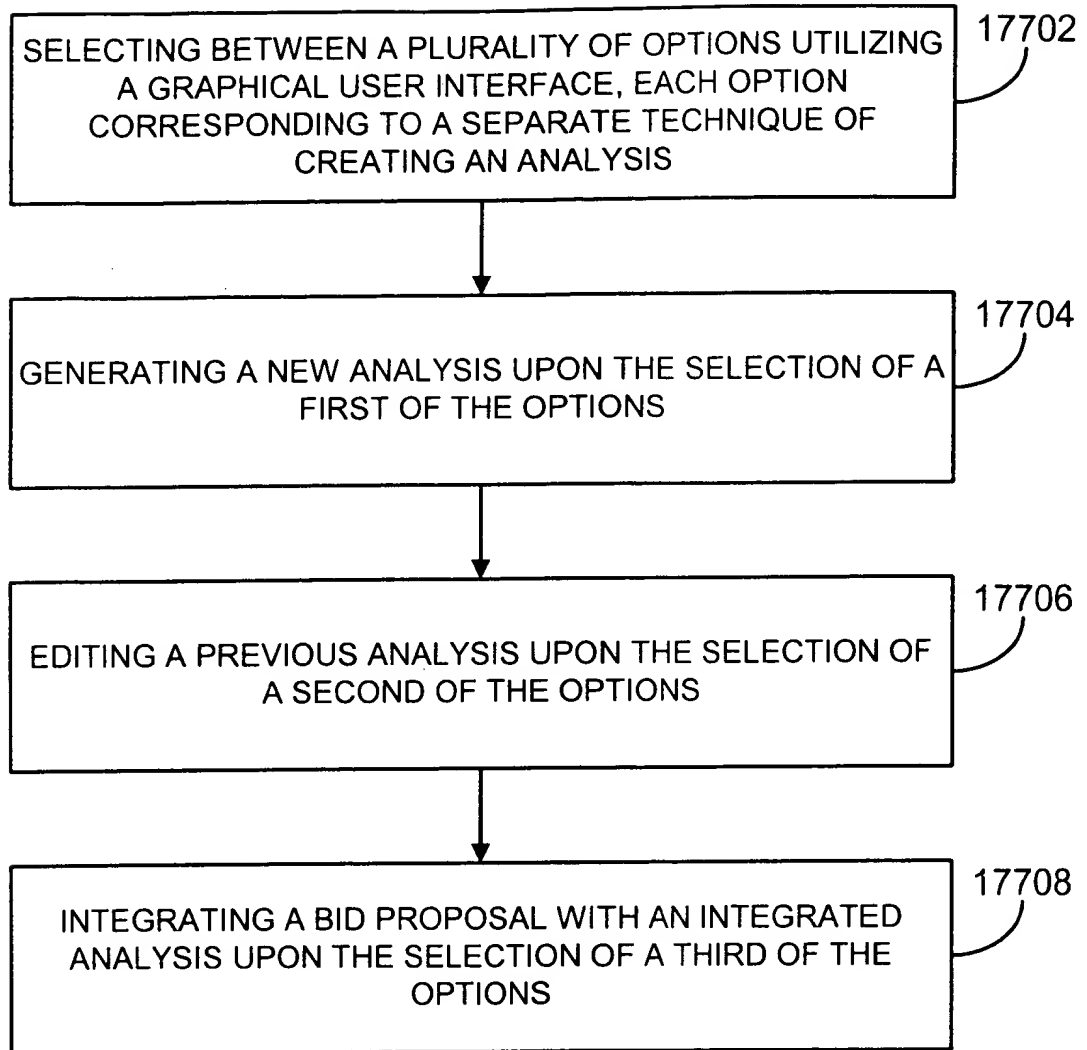 SELECTING BETWEEN A PLURALITY OF OPTIONS UTILIZING
A GRAPHICAL USER INTERFACE, EACH OPTION
CORRESPONDING TO A SEPARATE TECHNIQUE OF
CREATING AN ANALYSIS
17702
GENERATING A NEW ANALYSIS UPON THE SELECTION OF A
FIRST OF THE OPTIONS
17704
EDITING A PREVIOUS ANALYSIS UPON THE SELECTION OF
A SECOND OF THE OPTIONS
17706
INTEGRATING A BID PROPOSAL WITH AN INTEGRATED
ANALYSIS UPON THE SELECTION OF A THIRD OF THE
OPTIONS
17708